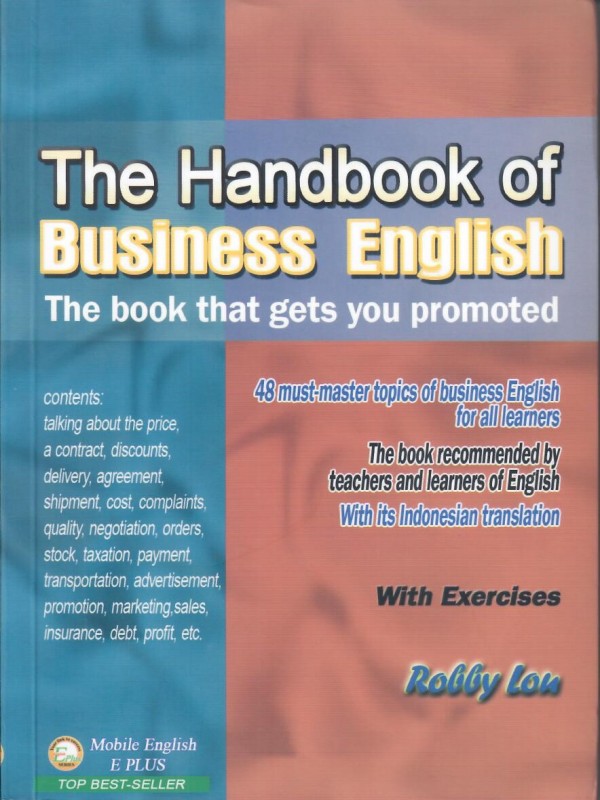 The Handbook of
Business English
The book that gets you promoted
contents:
talking about the price,
a contract, discounts,
delivery, agreement,
shipment, cost, complaints,
quality, negotiation, orders,
stock, taxation, payment,
transportation, advertisement,
promotion, marketing,sales,
insurance, debt, profit, etc.
48 must-master topics of business English
for all learners
The book recommended by
teachers and learners of English
With its Indonesian translation
With Exercises
Robby Lou
Mobile English
E PLUS
TOP BEST-SELLER